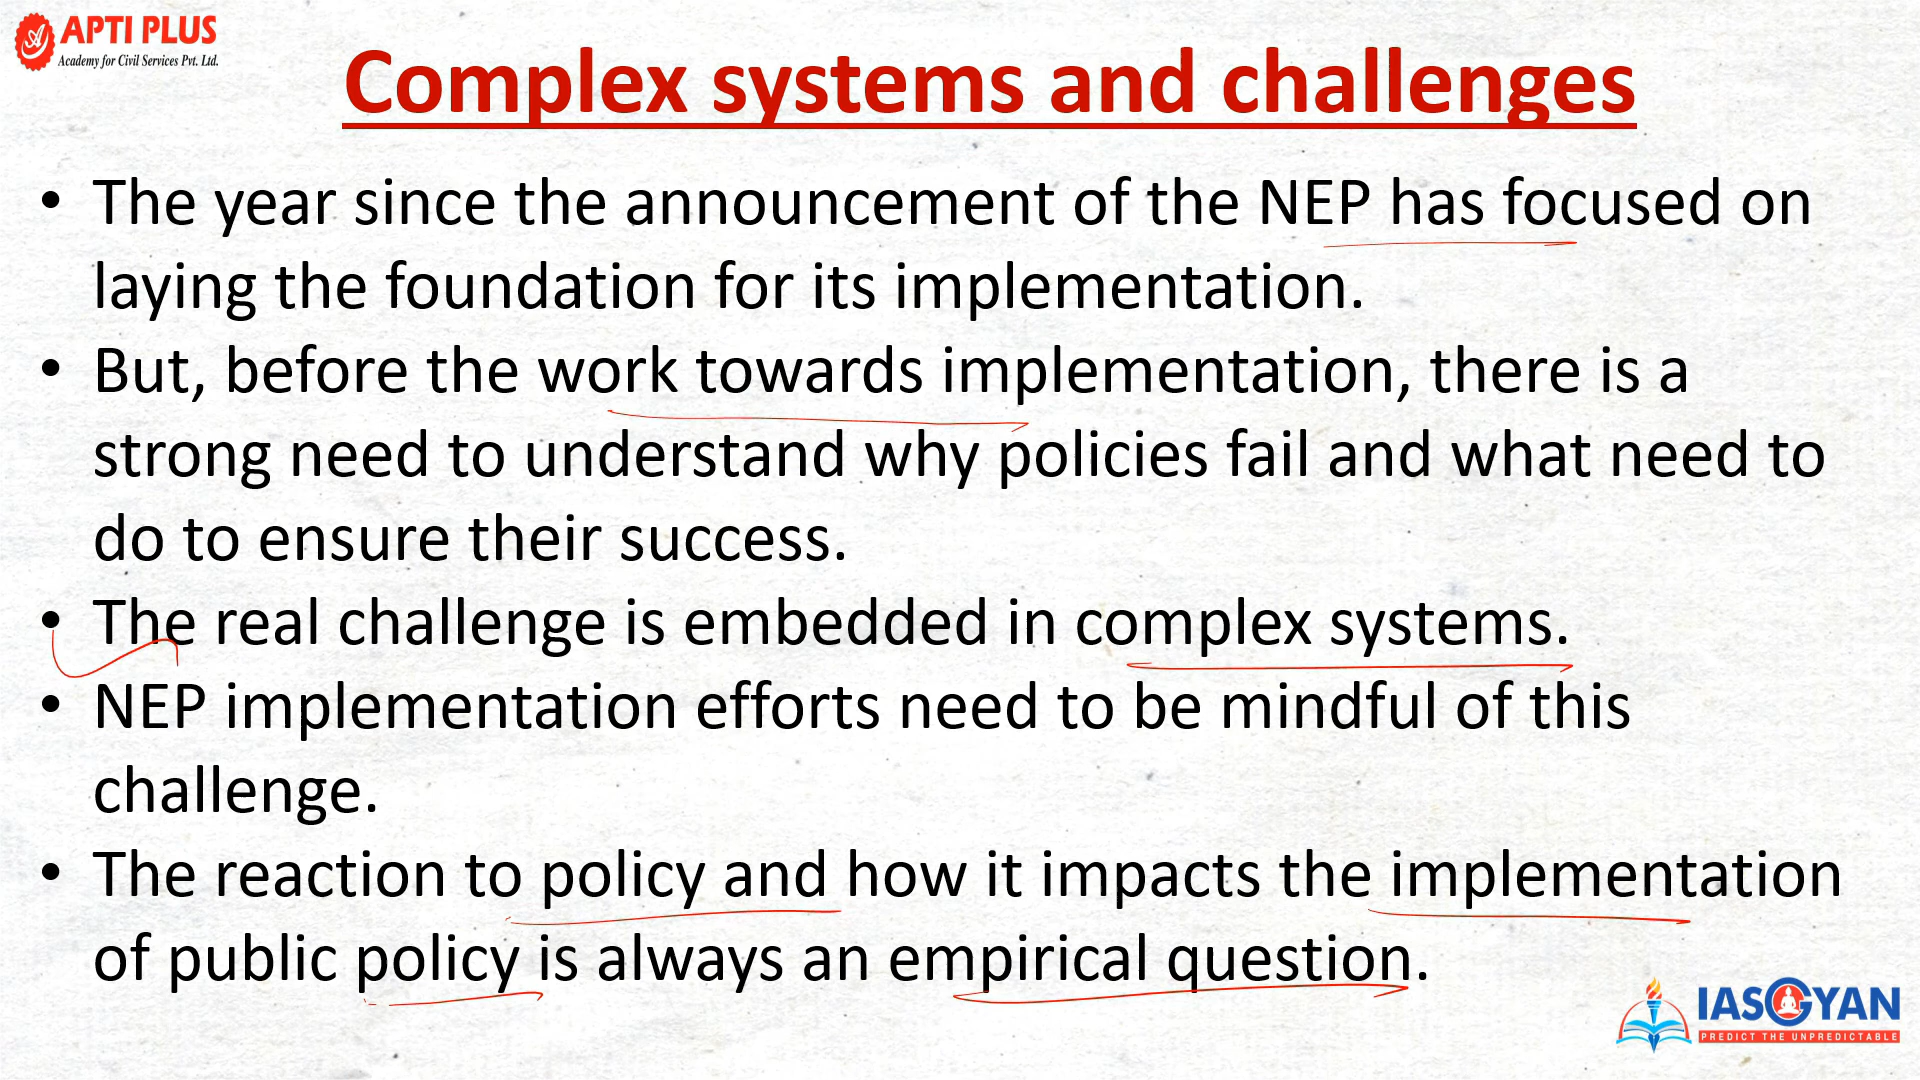 APTI PLUS
Academy for Civil Services Pvt. Ltd.
Complex systems and challenges
• The year since the announcement of the NEP has focused on
laying the foundation for its implementation.
• But, before the work towards implementation, there is a
strong need to understand why policies fail and what need to
do to ensure their success.
• The real challenge is embedded in complex systems.
• NEP implementation efforts need to be mindful of this
challenge.
• The reaction to policy and how it impacts the implementation
of public policy is always an empirical question.
IASGYAN
PREDICT THE UNPREDICTABLE